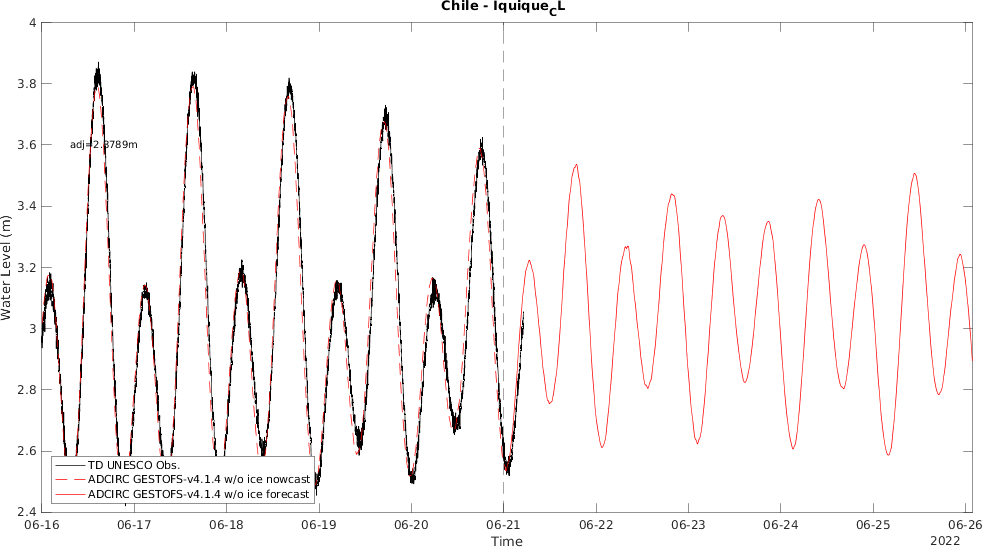 Chile - Iquique_CL
4
3.8
adj=2.8789m
3.6
3.4
3.2
3
2.8
2.6
2.4
Water Level (m)
TD UNESCO Obs.
ADCIRC GESTOFS-v4.1.4 w/o ice nowcast
ADCIRC GESTOFS-v4.1.4 w/o ice forecast
06-16 06-17 06-18 06-19 06-20 06-21 06-22 06-23 06-24 06-25 06-26
Time
2022